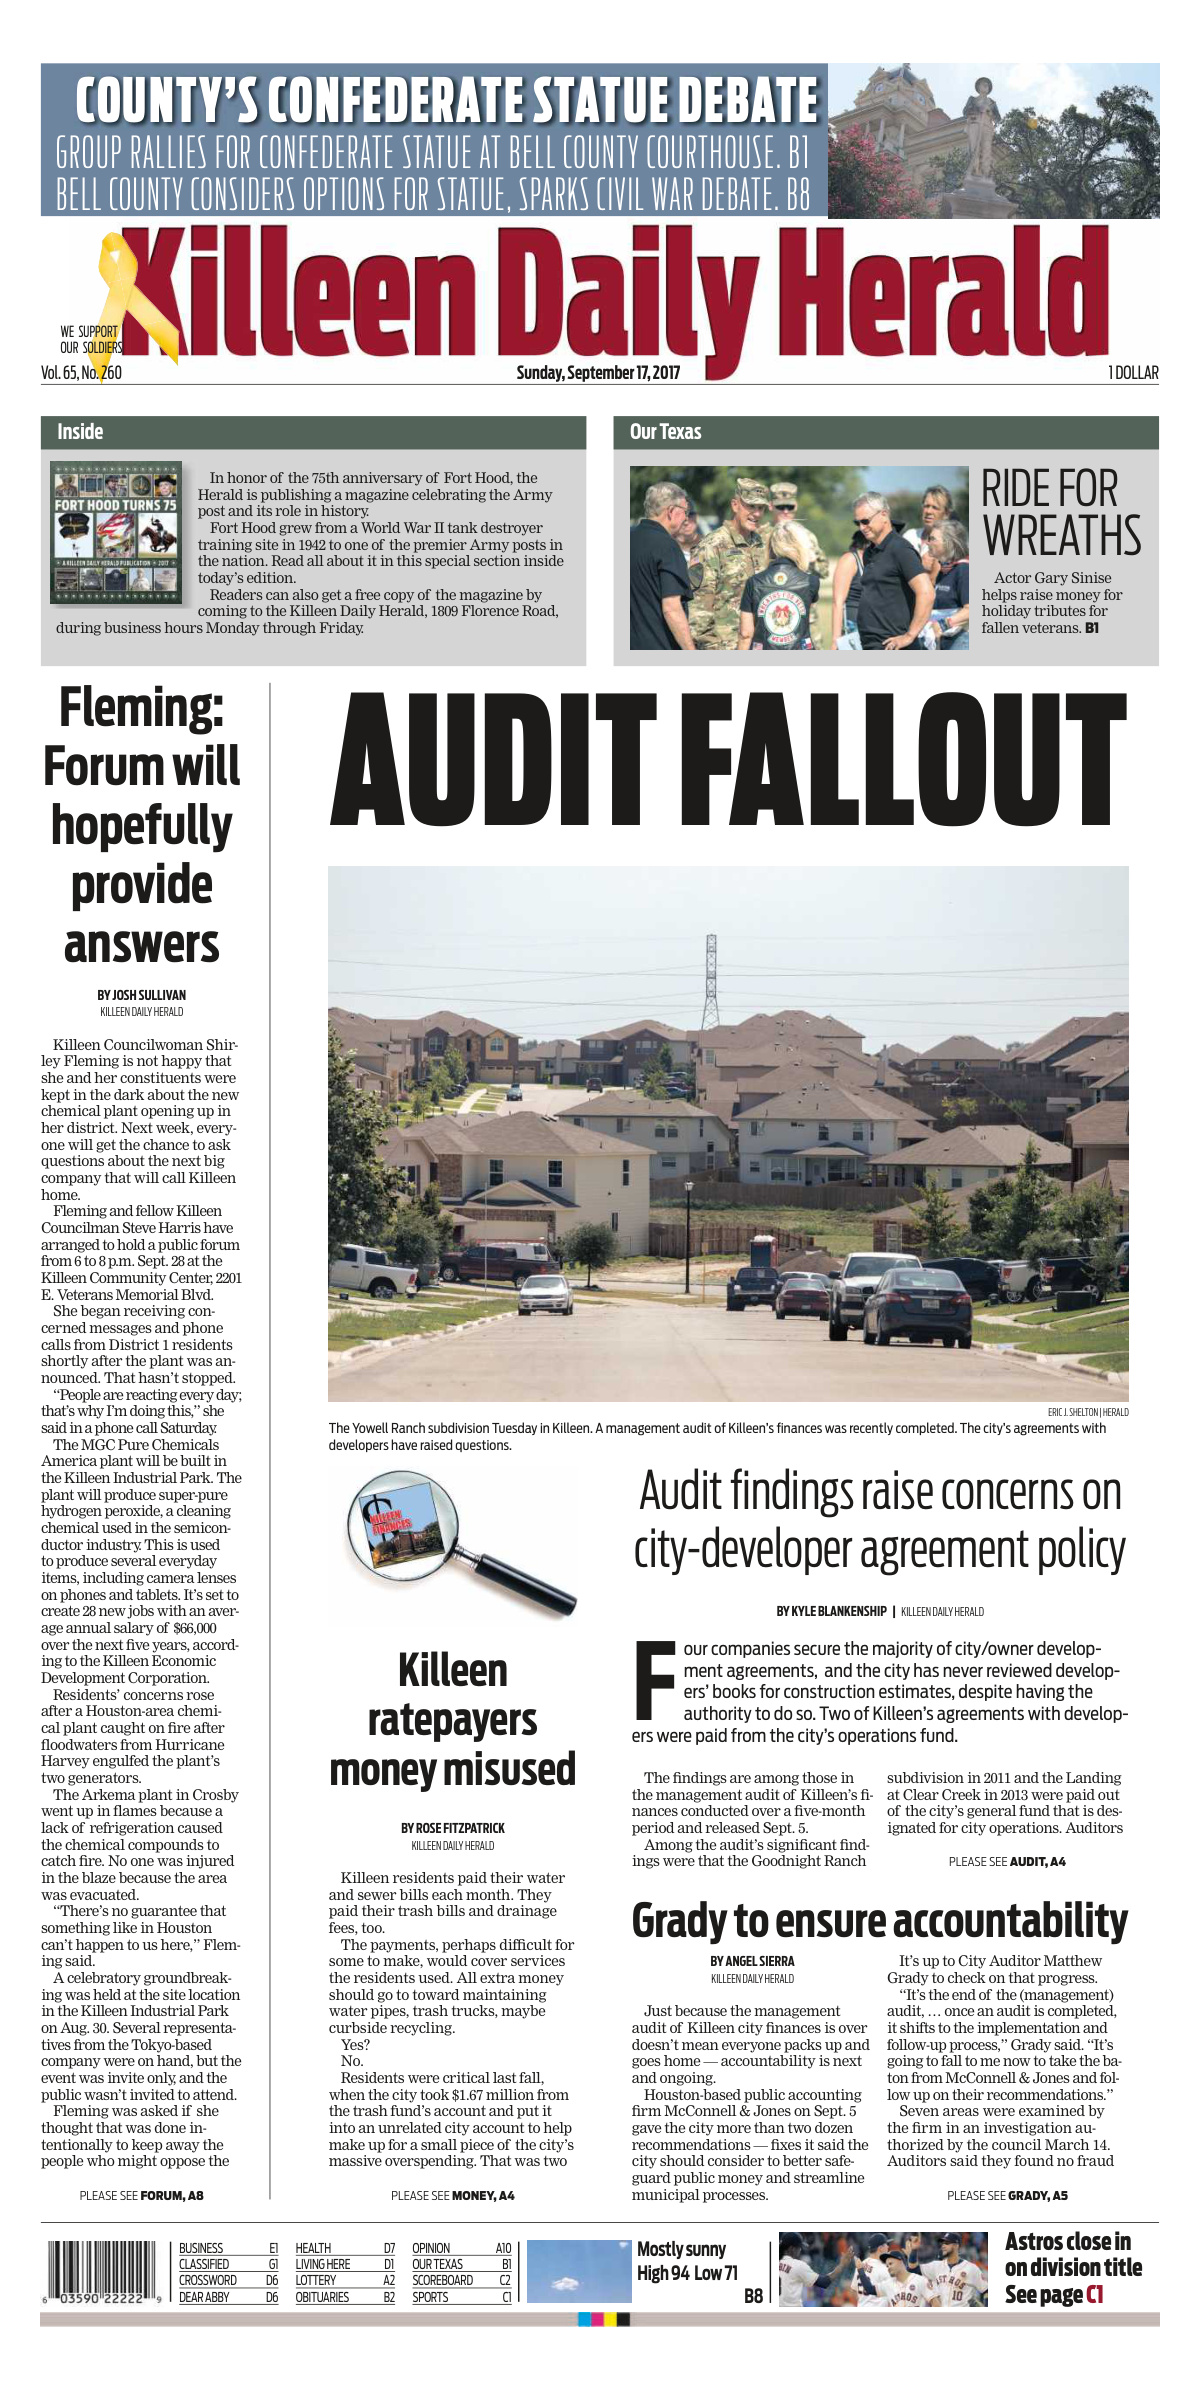 COUNTY'S CONFEDERATE STATUE DEBATE
GROUP RALLIES FOR CONFEDERATE STATUE AT BELL COUNTY COURTHOUSE. B1
BELL COUNTY CONSIDERS OPTIONS FOR STATUE, SPARKS CIVIL WAR DEBATE. B8
Killeen Daily Herald
WE SUPPORT
OUR SOLDIERS
Vol. 65, No. 260
Sunday, September 17, 2017
1 DOLLAR
Inside
FORT HOOD TURNS 75
A KILLEEN DAILY HERALD PUBLICATION • 2017
In honor of the 75th anniversary of Fort Hood, the
Herald is publishing a magazine celebrating the Army
post and its role in history.
Fort Hood grew from a World War II tank destroyer
training site in 1942 to one of the premier Army posts in
the nation. Read all about it in this special section inside
today's edition.
Readers can also get a free copy of the magazine by
coming to the Killeen Daily Herald, 1809 Florence Road,
during business hours Monday through Friday.
Our Texas
RIDE FOR
WREATHS
Actor Gary Sinise
helps raise money for
holiday tributes for
fallen veterans. B1
Fleming:
Forum will
hopefully
provide
answers
BY JOSH SULLIVAN
KILLEEN DAILY HERALD
Killeen Councilwoman Shir-
ley Fleming is not happy that
she and her constituents were
kept in the dark about the new
chemical plant opening up in
her district. Next week, every-
one will get the chance to ask
questions about the next big
company that will call Killeen
home.
Fleming and fellow Killeen
Councilman Steve Harris have
arranged to hold a public forum
from 6 to 8 p.m. Sept. 28 at the
Killeen Community Center, 2201
E. Veterans Memorial Blvd.
She began receiving con-
cerned messages and phone
calls from District 1 residents
shortly after the plant was an-
nounced. That hasn't stopped.
"People are reacting every day;
that's why I'm doing this," she
said in a phone call Saturday.
The MGC Pure Chemicals
America plant will be built in
the Killeen Industrial Park. The
plant will produce super-pure
hydrogen peroxide, a cleaning
chemical used in the semicon-
ductor industry. This is used
to produce several everyday
items, including camera lenses
on phones and tablets. It's set to
create 28 new jobs with an aver-
age annual salary of $66,000
over the next five years, accord-
ing to the Killeen Economic
Development Corporation.
Residents' concerns rose
after a Houston-area chemi-
cal plant caught on fire after
floodwaters from Hurricane
Harvey engulfed the plant's
two generators.
The Arkema plant in Crosby
went up in flames because a
lack of refrigeration caused
the chemical compounds to
catch fire. No one was injured
in the blaze because the area
was evacuated.
"There's no guarantee that
something like in Houston
can't happen to us here," Flem-
ing said.
A celebratory groundbreak-
ing was held at the site location
in the Killeen Industrial Park
on Aug. 30. Several representa-
tives from the Tokyo-based
company were on hand, but the
event was invite only, and the
public wasn't invited to attend.
Fleming was asked if she
thought that was done in-
tentionally to keep away the
people who might oppose the
PLEASE SEE FORUM, A8
AUDIT FALLOUT
ERIC J. SHELTON | HERALD
The Yowell Ranch subdivision Tuesday in Killeen. A management audit of Killeen's finances was recently completed. The city's agreements with
developers have raised questions.
KILLEEN
FINANCES
Killeen
ratepayers
money misused
BY ROSE FITZPATRICK
KILLEEN DAILY HERALD
Killeen residents paid their water
and sewer bills each month. They
paid their trash bills and drainage
fees, too.
The payments, perhaps difficult for
some to make, would cover services
the residents used. All extra money
should go to toward maintaining
water pipes, trash trucks, maybe
curbside recycling.
Yes?
No.
Residents were critical last fall,
when the city took $1.67 million from
the trash fund's account and put it
into an unrelated city account to help
make up for a small piece of the city's
massive overspending. That was two
PLEASE SEE MONEY, A4
Audit findings raise concerns on
city-developer agreement policy
BY KYLE BLANKENSHIP | KILLEEN DAILY HERALD
Four companies secure the majority of city/owner develop-
ment agreements, and the city has never reviewed develop-
ers' books for construction estimates, despite having the
authority to do so. Two of Killeen's agreements with develop-
ers were paid from the city's operations fund.
The findings are among those in
the management audit of Killeen's fi-
nances conducted over a five-month
period and released Sept. 5.
Among the audit's significant find-
ings were that the Goodnight Ranch
subdivision in 2011 and the Landing
at Clear Creek in 2013 were paid out
of the city's general fund that is des-
ignated for city operations. Auditors
PLEASE SEE AUDIT, A4
Grady to ensure accountability
BY ANGEL SIERRA
KILLEEN DAILY HERALD
Just because the management
audit of Killeen city finances is over
doesn't mean everyone packs up and
goes home — accountability is next
and ongoing.
Houston-based public accounting
firm McConnell & Jones on Sept. 5
gave the city more than two dozen
recommendations — fixes it said the
city should consider to better safe-
guard public money and streamline
municipal processes.
It's up to City Auditor Matthew
Grady to check on that progress.
"It's the end of the (management)
audit, … once an audit is completed,
it shifts to the implementation and
follow-up process," Grady said. "It's
going to fall to me now to take the ba-
ton from McConnell & Jones and fol-
low up on their recommendations."
Seven areas were examined by
the firm in an investigation au-
thorized by the council March 14.
Auditors said they found no fraud
PLEASE SEE GRADY, A5
6 03590 22222 9
BUSINESS E1
CLASSIFIED G1
CROSSWORD D6
DEAR ABBY D6
HEALTH D7
LIVING HERE D1
LOTTERY A2
OBITUARIES B2
OPINION A10
OUR TEXAS B1
SCOREBOARD C2
SPORTS C1
Mostly sunny
High 94 Low 71
B8
Astros close in
on division title
See page C1